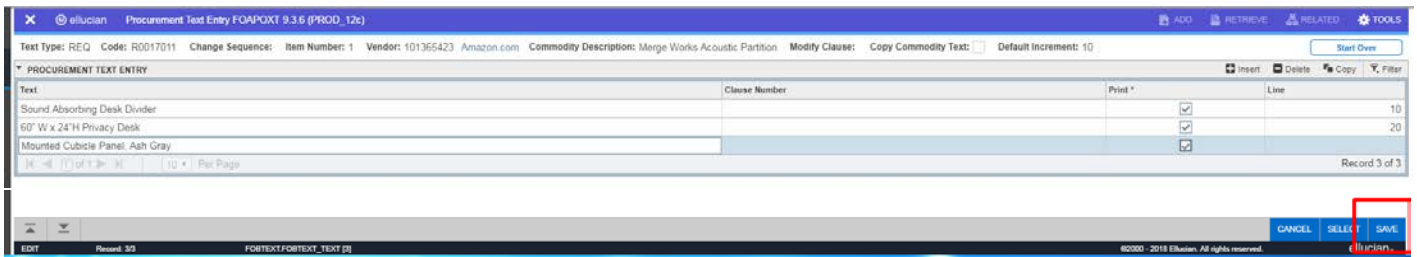 ellucian Procurement Text Entry FOAPOXT 9.3.6 (PROD_12c) ADD RETRIEVE RELATED TOOLS
Text Type: REQ Code: R0017011 Change Sequence: Item Number: 1 Vendor: 101365423 Amazon.com Commodity Description: Merge Works Acoustic Partition Modify Clause: Copy Commodity Text: Default Increment: 10 Start Over
PROCUREMENT TEXT ENTRY Insert Delete Copy Filter
Text Clause Number Print * Line
Sound Absorbing Desk Divider 10
60" W x 24"H Privacy Desk 20
Mounted Cubicle Panel, Ash Gray
1 of 1 10 Per Page Record 3 of 3
CANCEL SELECT SAVE
EDIT Record: 3/3 FOBTEXT.FOBTEXT_TEXT [3] ©2000 - 2018 Ellucian. All rights reserved. ellucian